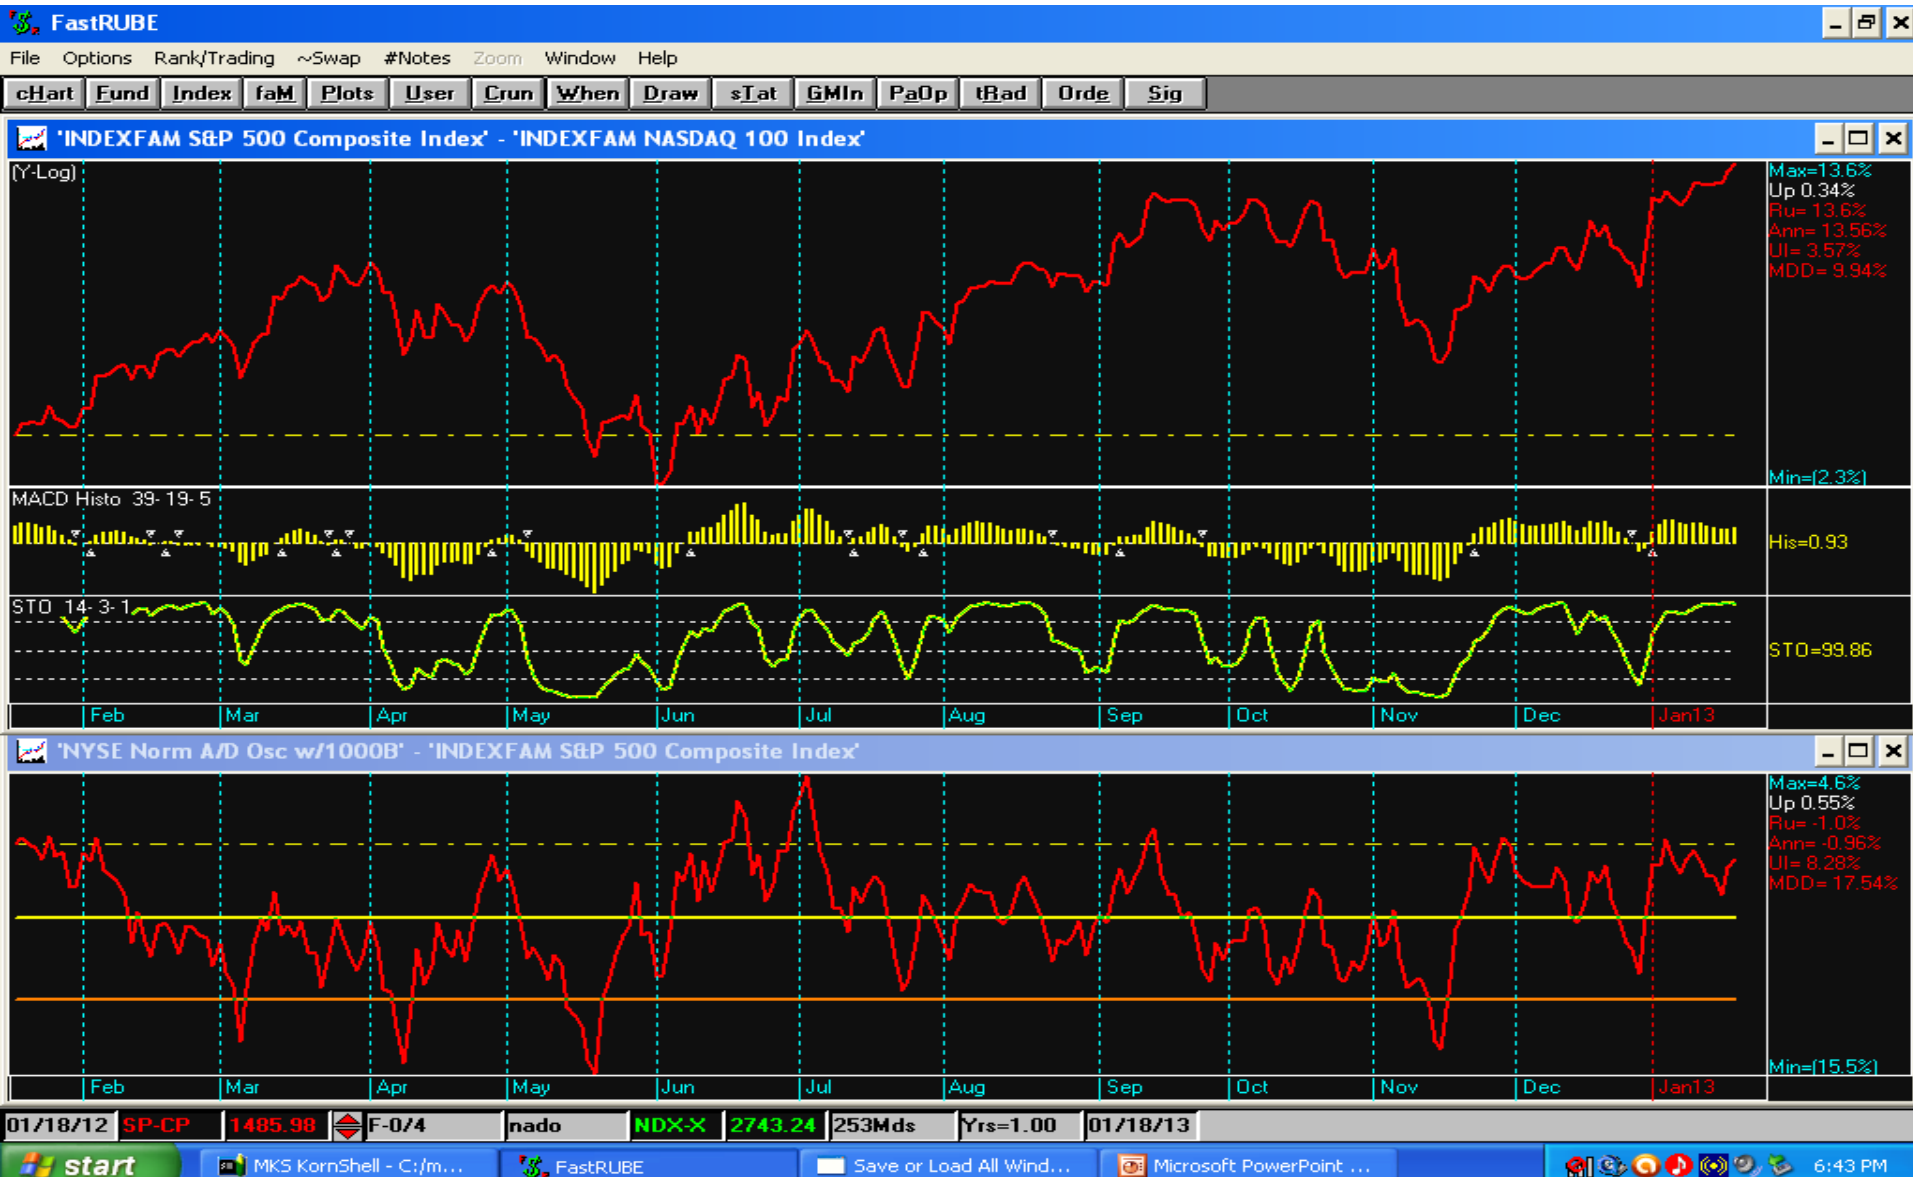 FastRUBE
File Options Rank/Trading ~Swap #Notes Zoom Window Help
cHart Fund Index faM Plots User Crun When Draw sTat GMIn PaOp tRad Orde Sig
'INDEXFAM S&P 500 Composite Index' - 'INDEXFAM NASDAQ 100 Index'
(Y-Log)
Max=13.6%
Up 0.34%
Ru= 13.6%
Ann= 13.56%
UI= 3.57%
MDD= 9.94%
Min=(2.3%)
MACD Histo 39- 19- 5
His=0.93
STO 14- 3- 1
STO=99.86
Feb Mar Apr May Jun Jul Aug Sep Oct Nov Dec Jan13
'NYSE Norm A/D Osc w/1000B' - 'INDEXFAM S&P 500 Composite Index'
Max=4.6%
Up 0.55%
Ru= -1.0%
Ann= -0.96%
UI= 8.28%
MDD= 17.54%
Min=(15.5%)
Feb Mar Apr May Jun Jul Aug Sep Oct Nov Dec Jan13
01/18/12 SP-CP 1485.98 F-0/4 nado NDX-X 2743.24 253Mds Yrs=1.00 01/18/13
start MKS KornShell - C:/m... FastRUBE Save or Load All Wind... Microsoft PowerPoint ... 6:43 PM